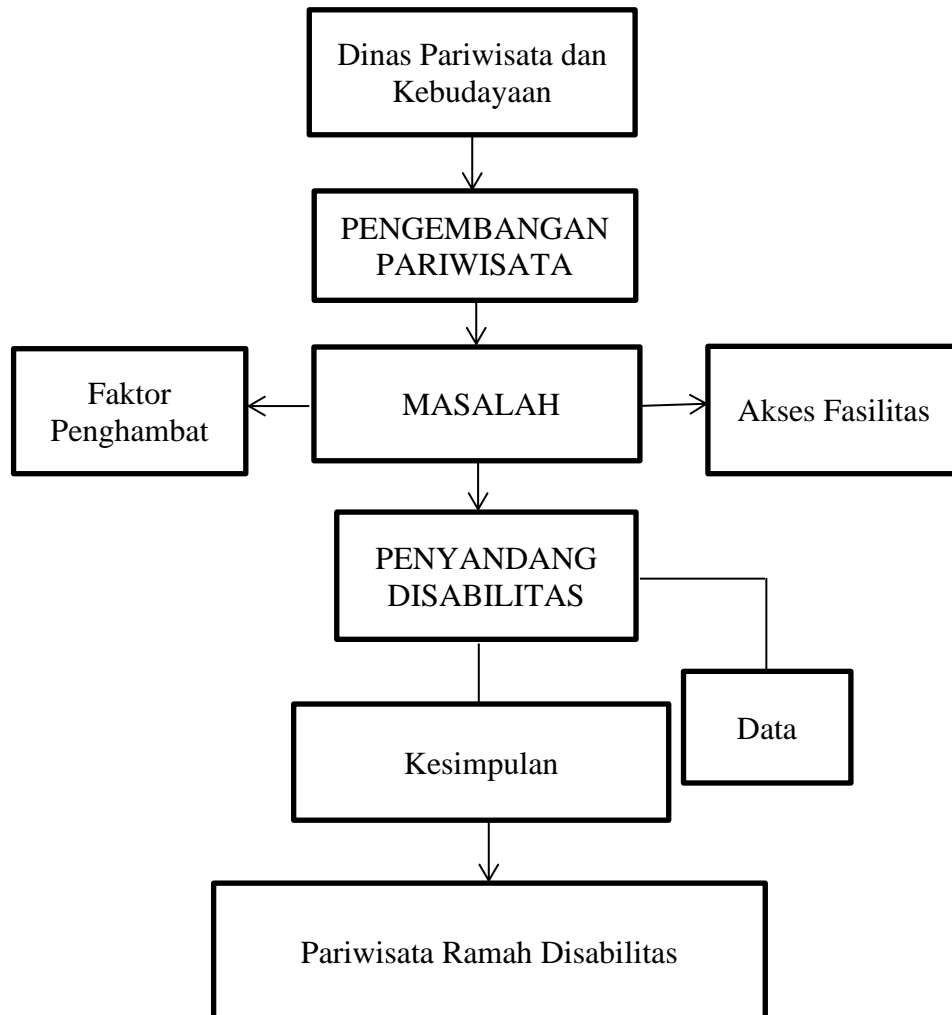 Dinas Pariwisata dan
Kebudayaan
PENGEMBANGAN
PARIWISATA
Faktor
Penghambat
MASALAH
Akses Fasilitas
PENYANDANG
DISABILITAS
Data
Kesimpulan
Pariwisata Ramah Disabilitas